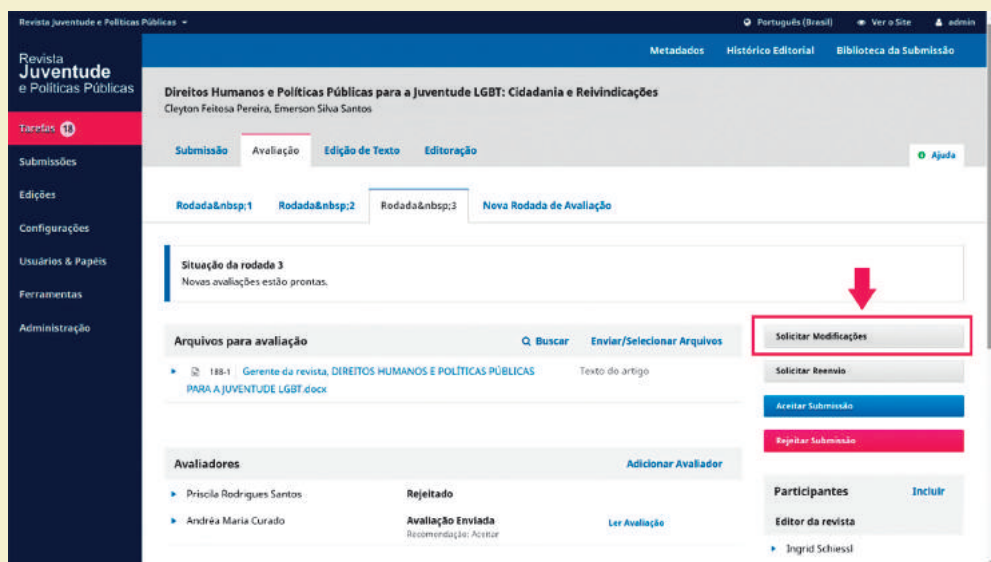 Revista Juventude e Políticas Públicas
Português (Brasil) Ver o Site admin
Revista
Juventude
e Políticas Públicas
Metadados Histórico Editorial Biblioteca da Submissão
Direitos Humanos e Políticas Públicas para a Juventude LGBT: Cidadania e Reivindicações
Cleyton Feitosa Pereira, Emerson Silva Santos
Tarefas 18
Submissões
Edições
Configurações
Usuários & Papéis
Ferramentas
Administração
Submissão Avaliação Edição de Texto Editoração
Ajuda
Rodada&nbsp;1 Rodada&nbsp;2 Rodada&nbsp;3 Nova Rodada de Avaliação
Situação da rodada 3
Novas avaliações estão prontas.
Arquivos para avaliação Buscar Enviar/Selecionar Arquivos
188-1 Gerente da revista, DIREITOS HUMANOS E POLÍTICAS PÚBLICAS Texto do artigo
PARA A JUVENTUDE LGBT.docx
Avaliadores Adicionar Avaliador
Priscila Rodrigues Santos Rejeitado
Andréa Maria Curado Avaliação Enviada Ler Avaliação
Recomendação: Aceitar
Solicitar Modificações
Solicitar Reenvio
Aceitar Submissão
Rejeitar Submissão
Participantes Incluir
Editor da revista
Ingrid Schiessl